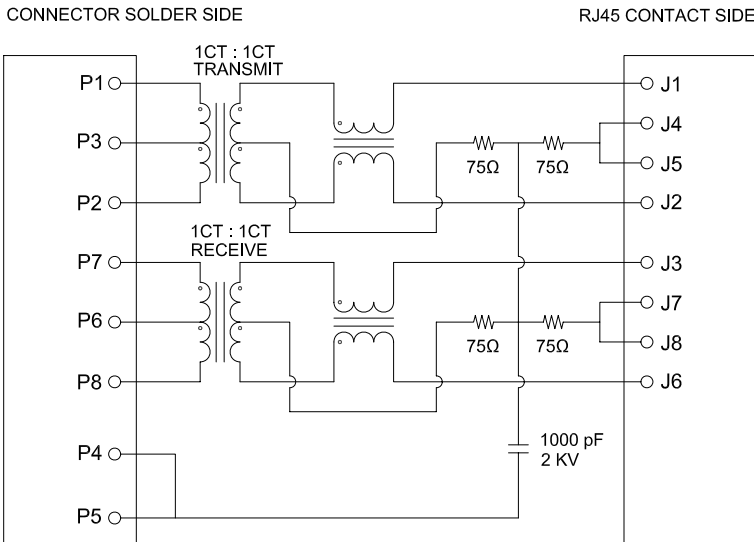 CONNECTOR SOLDER SIDE
RJ45 CONTACT SIDE
1CT : 1CT
TRANSMIT
P1
J1
J4
P3
75Ω
75Ω
J5
P2
J2
1CT : 1CT
RECEIVE
P7
J3
J7
P6
75Ω
75Ω
J8
P8
J6
1000 pF
2 KV
P4
P5